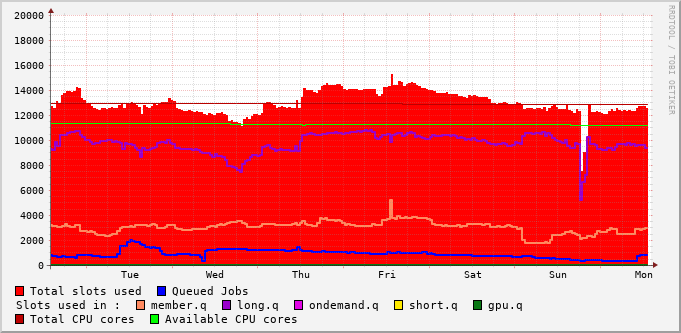 20000
18000
16000
14000
12000
10000
8000
6000
4000
2000
0
Tue Wed Thu Fri Sat Sun Mon
Total slots used Queued Jobs
Slots used in : member.q long.q ondemand.q short.q gpu.q
Total CPU cores Available CPU cores
RRDTOOL / TOBI OETIKER